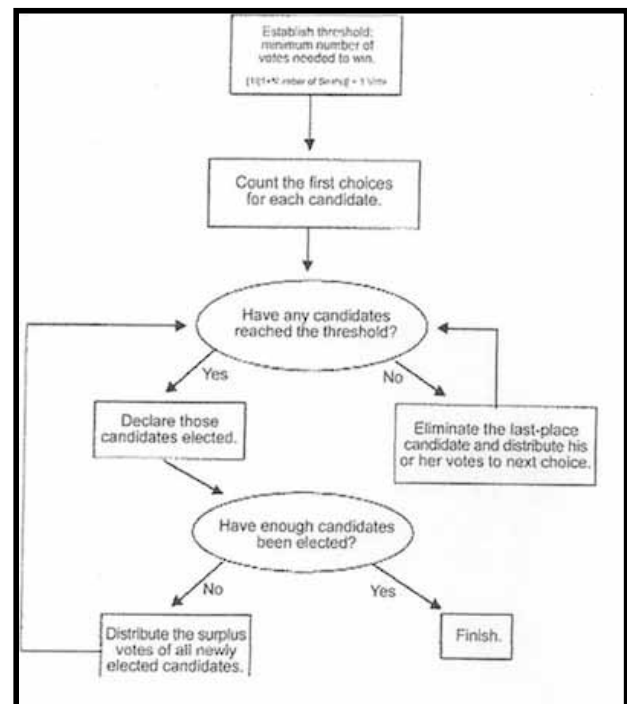 Establish threshold:
minimum number of
votes needed to win.
Count the first choices
for each candidate.
Have any candidates
reached the threshold?
Yes
No
Declare those
candidates elected.
Eliminate the last-place
candidate and distribute his
or her votes to next choice.
Have enough candidates
been elected?
No
Yes
Distribute the surplus
votes of all newly
elected candidates.
Finish.